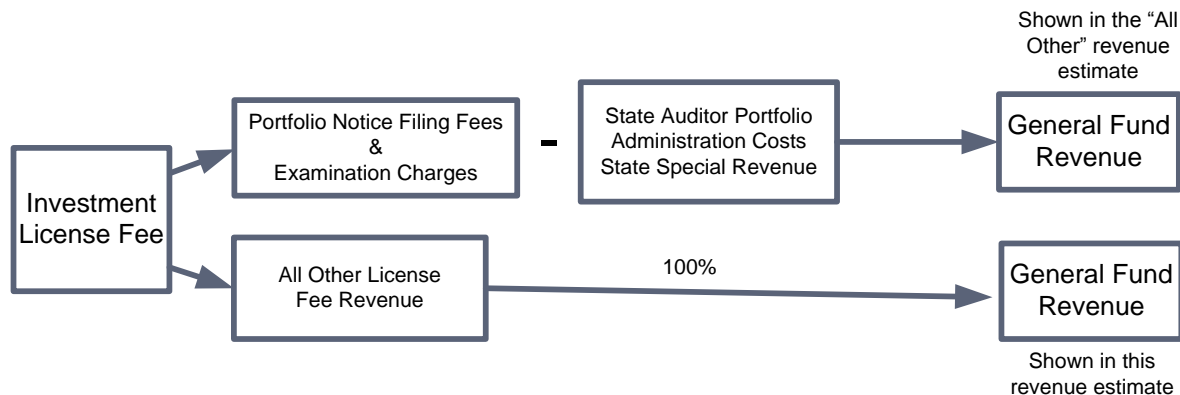 Shown in the “All
Other” revenue
estimate
Investment
License Fee
Portfolio Notice Filing Fees
&
Examination Charges
-
State Auditor Portfolio
Administration Costs
State Special Revenue
General Fund
Revenue
All Other License
Fee Revenue
100%
General Fund
Revenue
Shown in this
revenue estimate